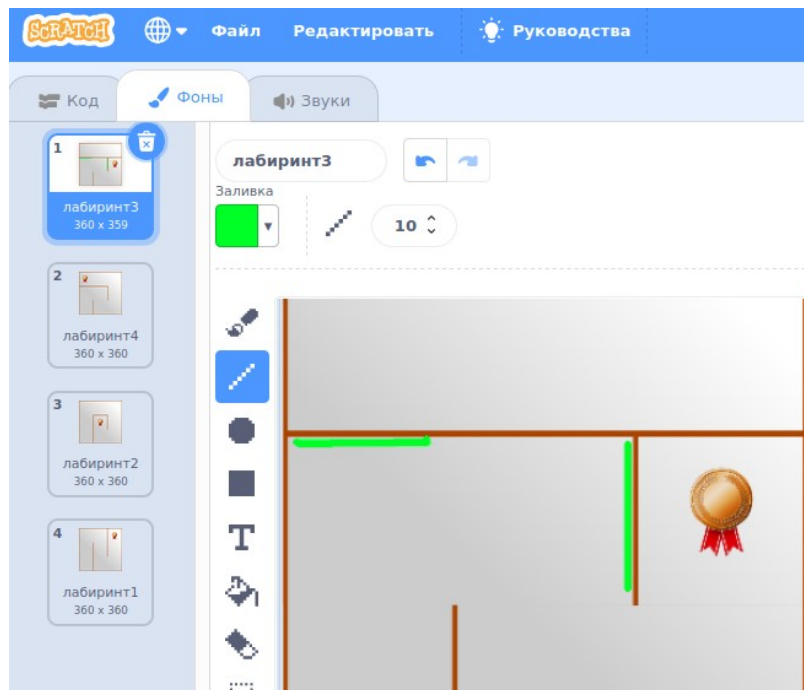 SCRATCH
Файл Редактировать Руководства
Код Фоны Звуки
1
лабиринт3
360 x 359
2
лабиринт4
360 x 360
3
лабиринт2
360 x 360
4
лабиринт1
360 x 360
лабиринт3
Заливка
10
T